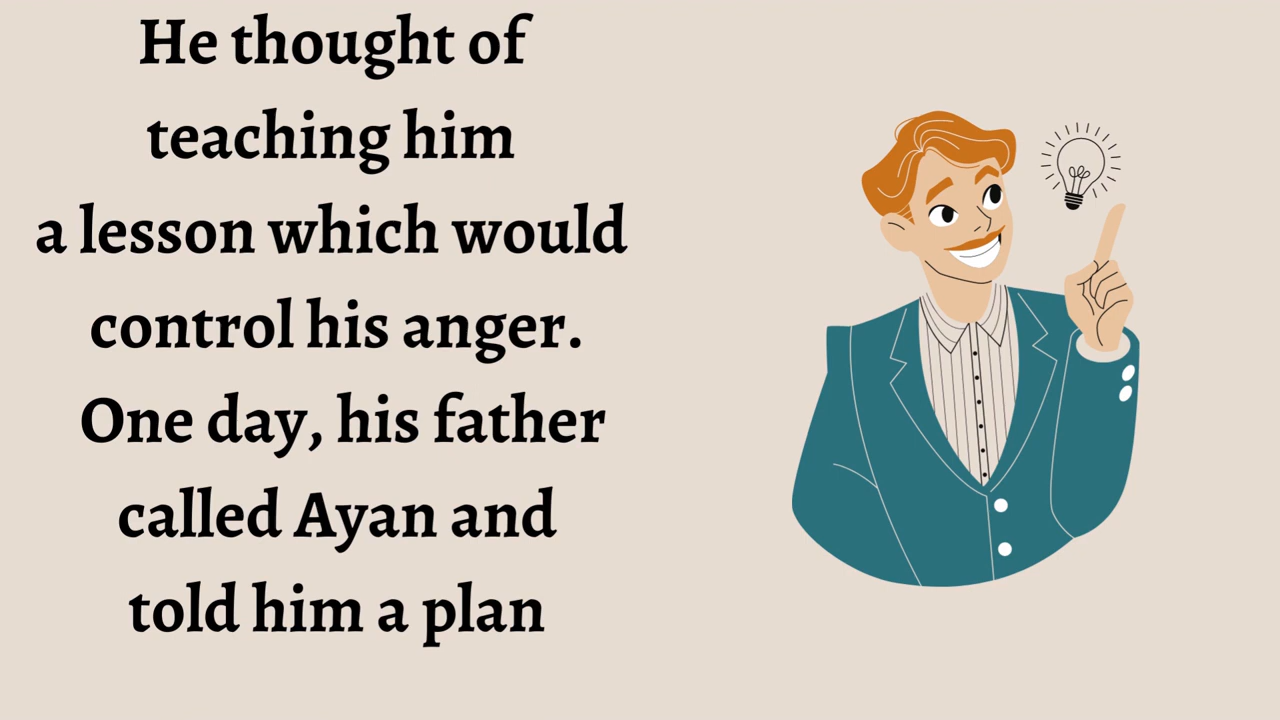 He thought of
teaching him
a lesson which would
control his anger.
One day, his father
called Ayan and
told him a plan